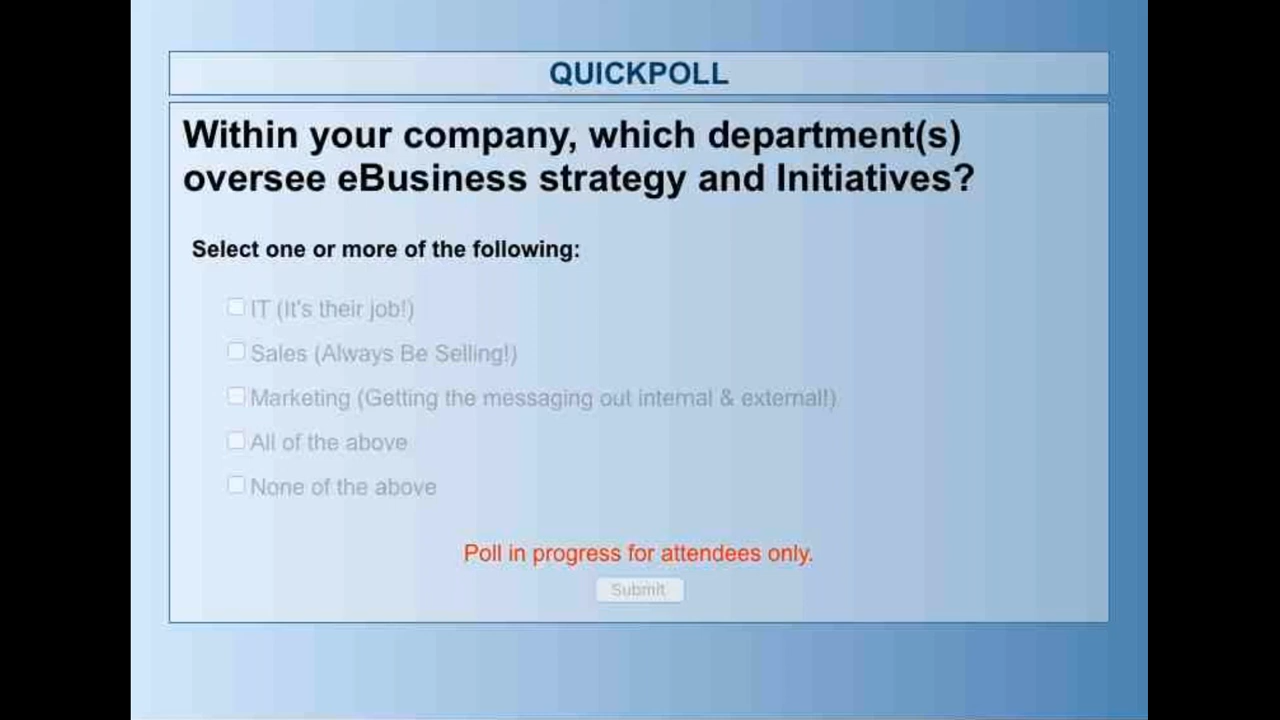 QUICKPOLL
Within your company, which department(s)
oversee eBusiness strategy and Initiatives?
Select one or more of the following:
IT (It's their job!)
Sales (Always Be Selling!)
Marketing (Getting the messaging out internal & external!)
All of the above
None of the above
Poll in progress for attendees only.
Submit